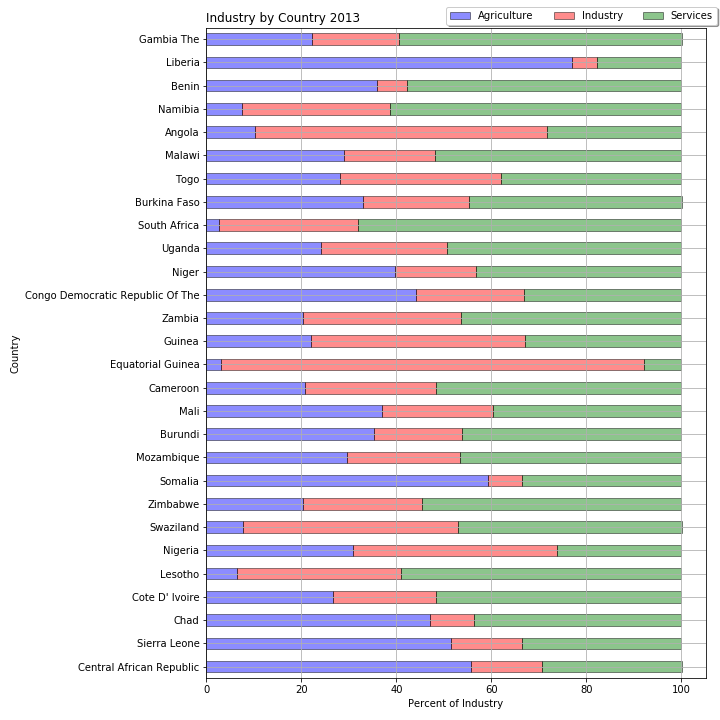 Industry by Country 2013
Agriculture Industry Services
Gambia The
Liberia
Benin
Namibia
Angola
Malawi
Togo
Burkina Faso
South Africa
Uganda
Niger
Congo Democratic Republic Of The
Zambia
Guinea
Equatorial Guinea
Cameroon
Mali
Burundi
Mozambique
Somalia
Zimbabwe
Swaziland
Nigeria
Lesotho
Cote D' Ivoire
Chad
Sierra Leone
Central African Republic
Country
0 20 40 60 80 100
Percent of Industry